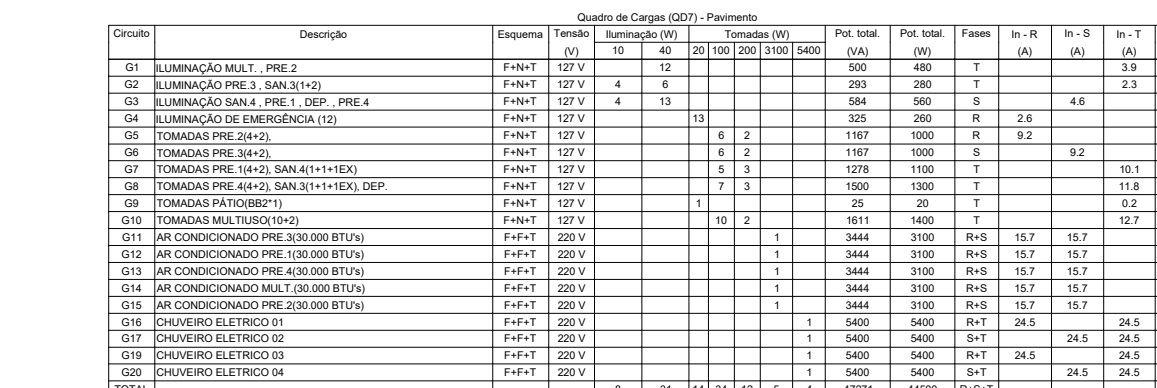 Quadro de Cargas (QD7) - Pavimento
Circuito Descrição Esquema Tensão Iluminação (W) Tomadas (W) Pot. total. Pot. total. Fases In - R In - S In - T
(V) 10 40 20 100 200 3100 5400 (VA) (W) (A) (A) (A)
G1 ILUMINAÇÃO MULT. , PRE.2 F+N+T 127 V 12 500 480 T 3.9
G2 ILUMINAÇÃO PRE.3 , SAN.3(1+2) F+N+T 127 V 4 6 293 280 T 2.3
G3 ILUMINAÇÃO SAN.4 , PRE.1 , DEP. , PRE.4 F+N+T 127 V 4 13 584 560 S 4.6
G4 ILUMINAÇÃO DE EMERGÊNCIA (12) F+N+T 127 V 13 325 260 R 2.6
G5 TOMADAS PRE.2(4+2), F+N+T 127 V 6 2 1167 1000 R 9.2
G6 TOMADAS PRE.3(4+2), F+N+T 127 V 6 2 1167 1000 S 9.2
G7 TOMADAS PRE.1(4+2), SAN.4(1+1+1EX) F+N+T 127 V 5 3 1278 1100 T 10.1
G8 TOMADAS PRE.4(4+2), SAN.3(1+1+1EX), DEP. F+N+T 127 V 7 3 1500 1300 T 11.8
G9 TOMADAS PÁTIO(BB2*1) F+N+T 127 V 1 25 20 T 0.2
G10 TOMADAS MULTIUSO(10+2) F+N+T 127 V 10 2 1611 1400 T 12.7
G11 AR CONDICIONADO PRE.3(30.000 BTU's) F+F+T 220 V 1 3444 3100 R+S 15.7 15.7
G12 AR CONDICIONADO PRE.1(30.000 BTU's) F+F+T 220 V 1 3444 3100 R+S 15.7 15.7
G13 AR CONDICIONADO PRE.4(30.000 BTU's) F+F+T 220 V 1 3444 3100 R+S 15.7 15.7
G14 AR CONDICIONADO MULT.(30.000 BTU's) F+F+T 220 V 1 3444 3100 R+S 15.7 15.7
G15 AR CONDICIONADO PRE.2(30.000 BTU's) F+F+T 220 V 1 3444 3100 R+S 15.7 15.7
G16 CHUVEIRO ELETRICO 01 F+F+T 220 V 1 5400 5400 R+T 24.5 24.5
G17 CHUVEIRO ELETRICO 02 F+F+T 220 V 1 5400 5400 S+T 24.5 24.5
G19 CHUVEIRO ELETRICO 03 F+F+T 220 V 1 5400 5400 R+T 24.5 24.5
G20 CHUVEIRO ELETRICO 04 F+F+T 220 V 1 5400 5400 S+T 24.5 24.5
TOTAL 8 31 14 34 12 5 4 47271 44500 R+S+T